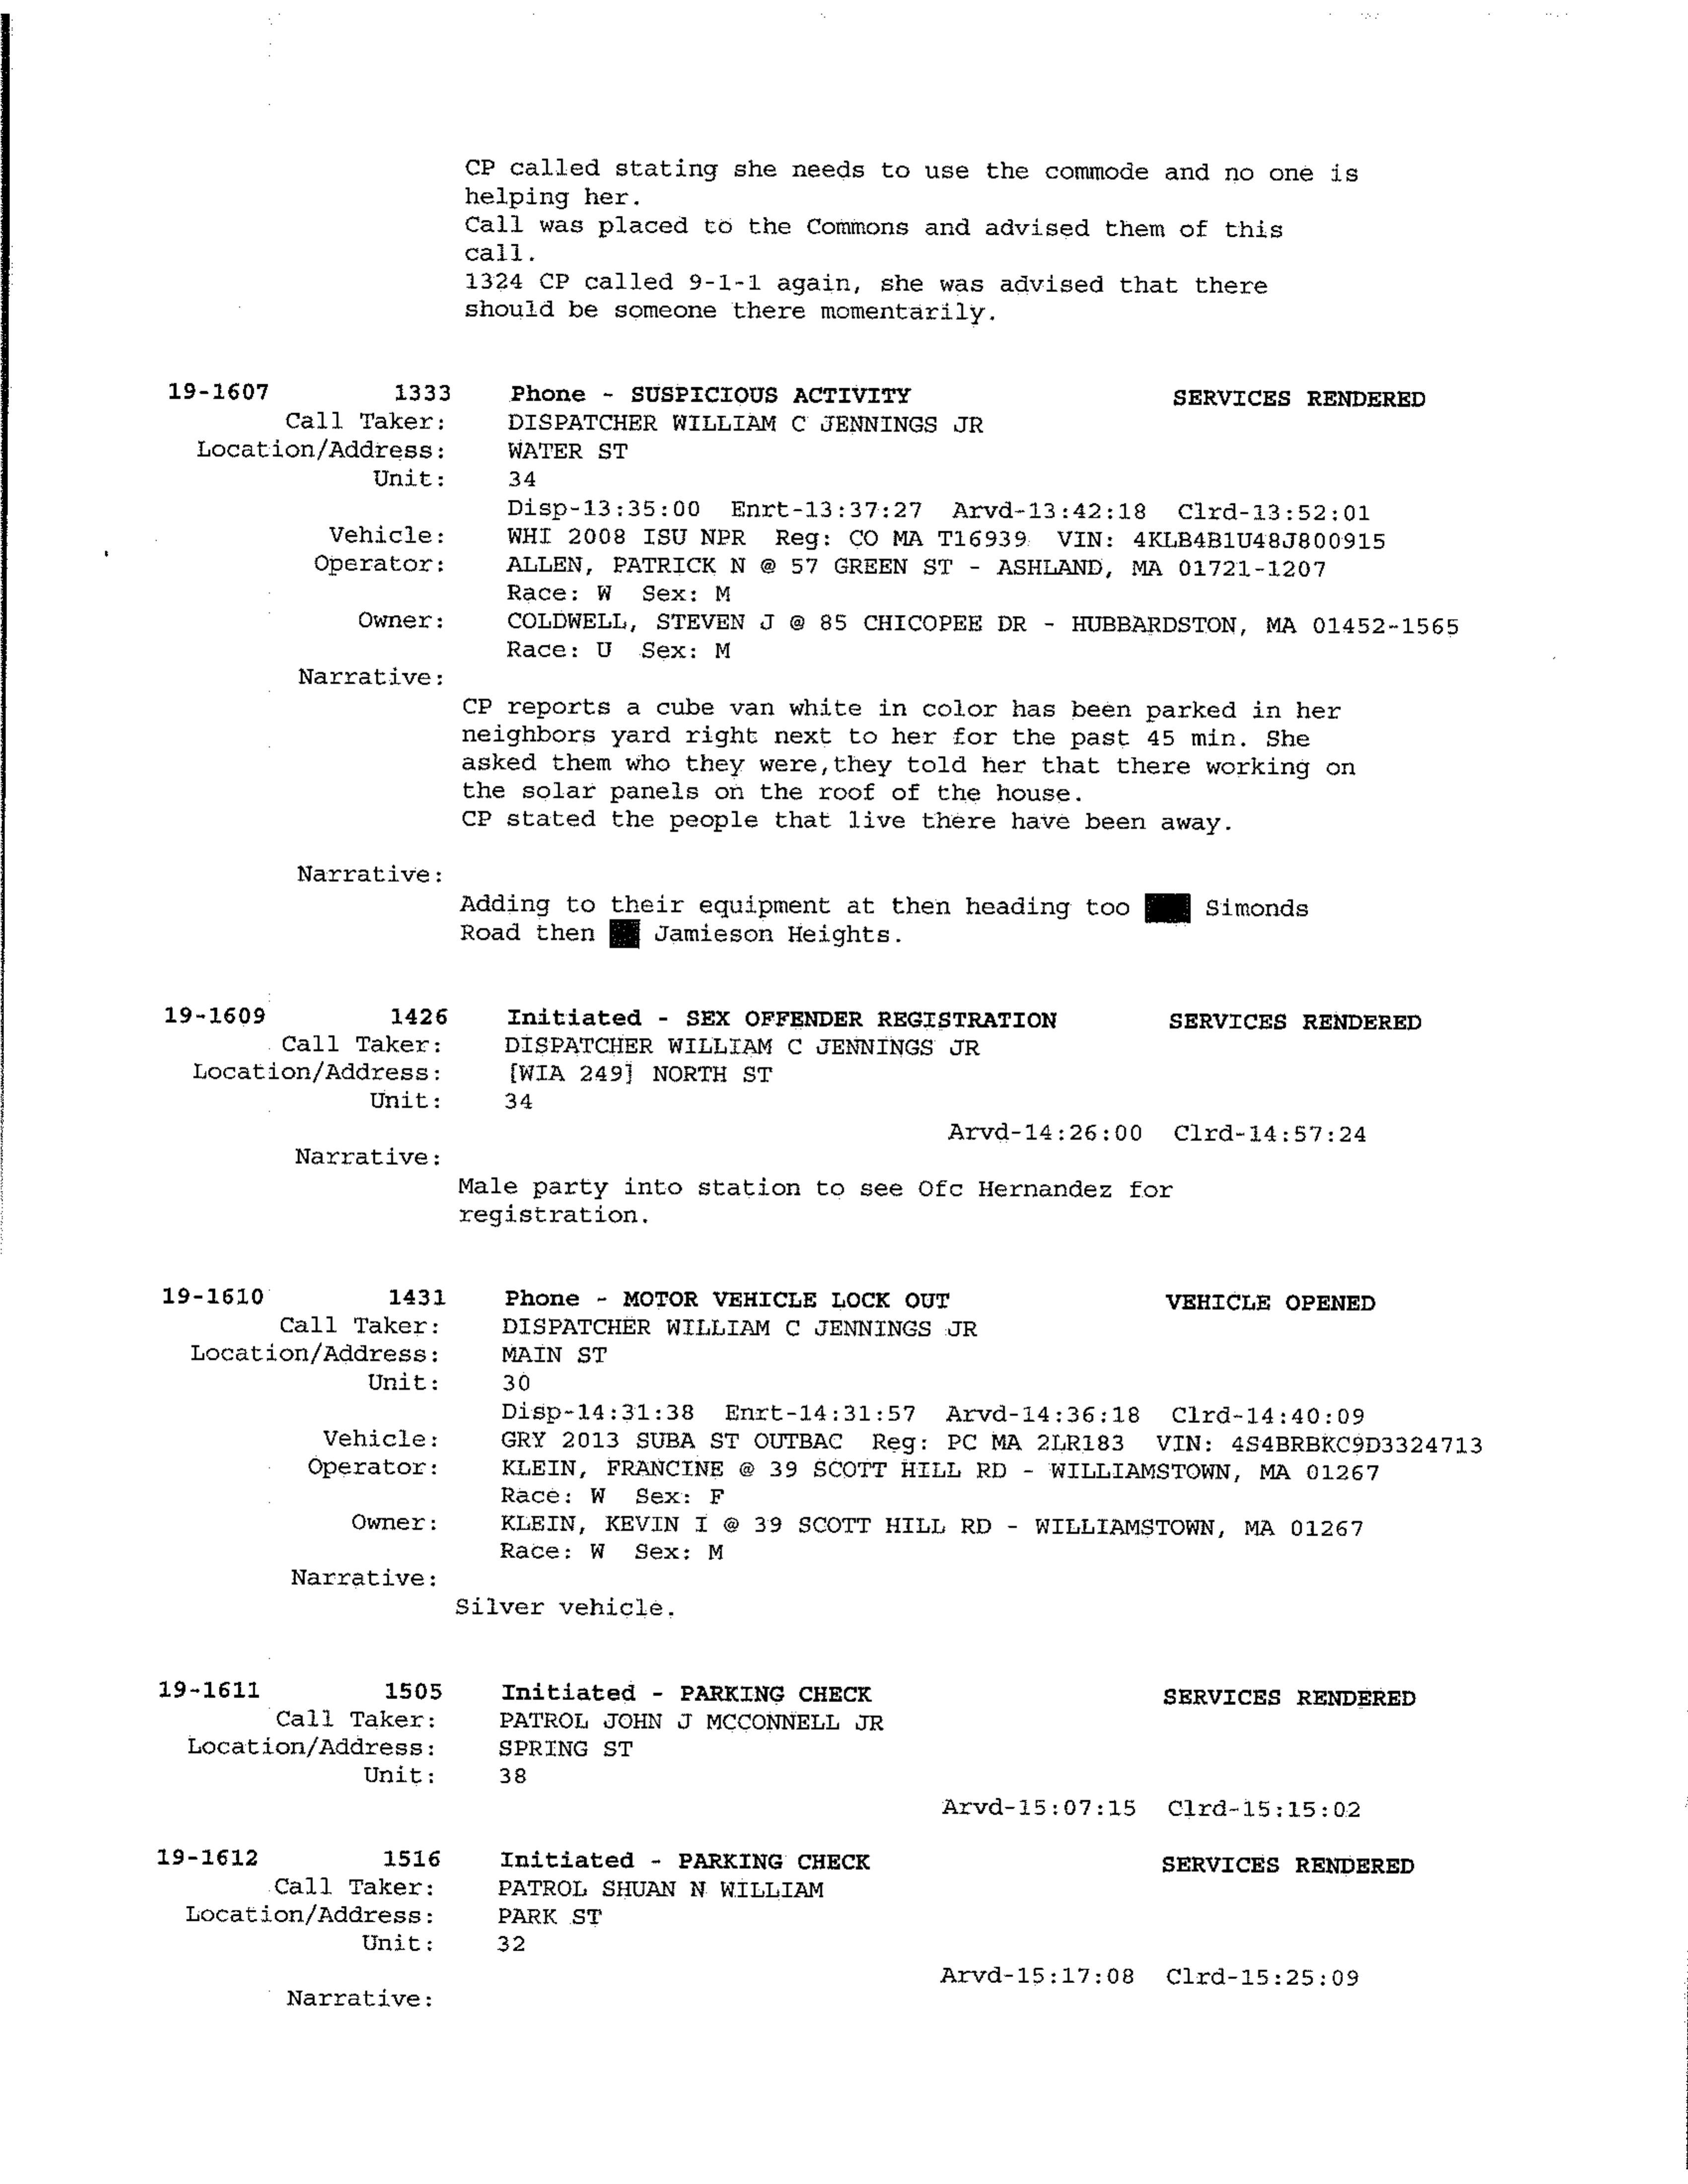 CP called stating she needs to use the commode and no one is
helping her.
Call was placed to the Commons and advised them of this
call.
1324 CP called 9-1-1 again, she was advised that there
should be someone there momentarily.
19-1607 1333 Phone - SUSPICIOUS ACTIVITY SERVICES RENDERED
Call Taker: DISPATCHER WILLIAM C JENNINGS JR
Location/Address: WATER ST
Unit: 34
Disp-13:35:00 Enrt-13:37:27 Arvd-13:42:18 Clrd-13:52:01
Vehicle: WHI 2008 ISU NPR Reg: CO MA T16939 VIN: 4KLB4B1U48J800915
Operator: ALLEN, PATRICK N @ 57 GREEN ST - ASHLAND, MA 01721-1207
Race: W Sex: M
Owner: COLDWELL, STEVEN J @ 85 CHICOPEE DR - HUBBARDSTON, MA 01452-1565
Race: U Sex: M
Narrative:
CP reports a cube van white in color has been parked in her
neighbors yard right next to her for the past 45 min. She
asked them who they were,they told her that there working on
the solar panels on the roof of the house.
CP stated the people that live there have been away.
Narrative:
Adding to their equipment at then heading too Simonds
Road then Jamieson Heights.
19-1609 1426 Initiated - SEX OFFENDER REGISTRATION SERVICES RENDERED
Call Taker: DISPATCHER WILLIAM C JENNINGS JR
Location/Address: [WIA 249] NORTH ST
Unit: 34
Arvd-14:26:00 Clrd-14:57:24
Narrative:
Male party into station to see Ofc Hernandez for
registration.
19-1610 1431 Phone - MOTOR VEHICLE LOCK OUT VEHICLE OPENED
Call Taker: DISPATCHER WILLIAM C JENNINGS JR
Location/Address: MAIN ST
Unit: 30
Disp-14:31:38 Enrt-14:31:57 Arvd-14:36:18 Clrd-14:40:09
Vehicle: GRY 2013 SUBA ST OUTBAC Reg: PC MA 2LR183 VIN: 4S4BRBKC9D3324713
Operator: KLEIN, FRANCINE @ 39 SCOTT HILL RD - WILLIAMSTOWN, MA 01267
Race: W Sex: F
Owner: KLEIN, KEVIN I @ 39 SCOTT HILL RD - WILLIAMSTOWN, MA 01267
Race: W Sex: M
Narrative:
Silver vehicle.
19-1611 1505 Initiated - PARKING CHECK SERVICES RENDERED
Call Taker: PATROL JOHN J MCCONNELL JR
Location/Address: SPRING ST
Unit: 38
Arvd-15:07:15 Clrd-15:15:02
19-1612 1516 Initiated - PARKING CHECK SERVICES RENDERED
Call Taker: PATROL SHUAN N WILLIAM
Location/Address: PARK ST
Unit: 32
Arvd-15:17:08 Clrd-15:25:09
Narrative: